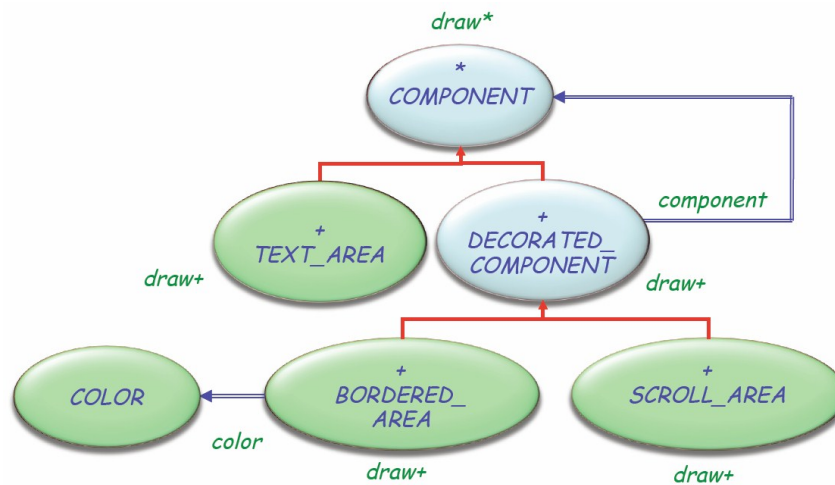 draw*
*
COMPONENT
component
+
TEXT_AREA
draw+
+
DECORATED_
COMPONENT
draw+
COLOR
color
+
BORDERED_
AREA
draw+
+
SCROLL_AREA
draw+